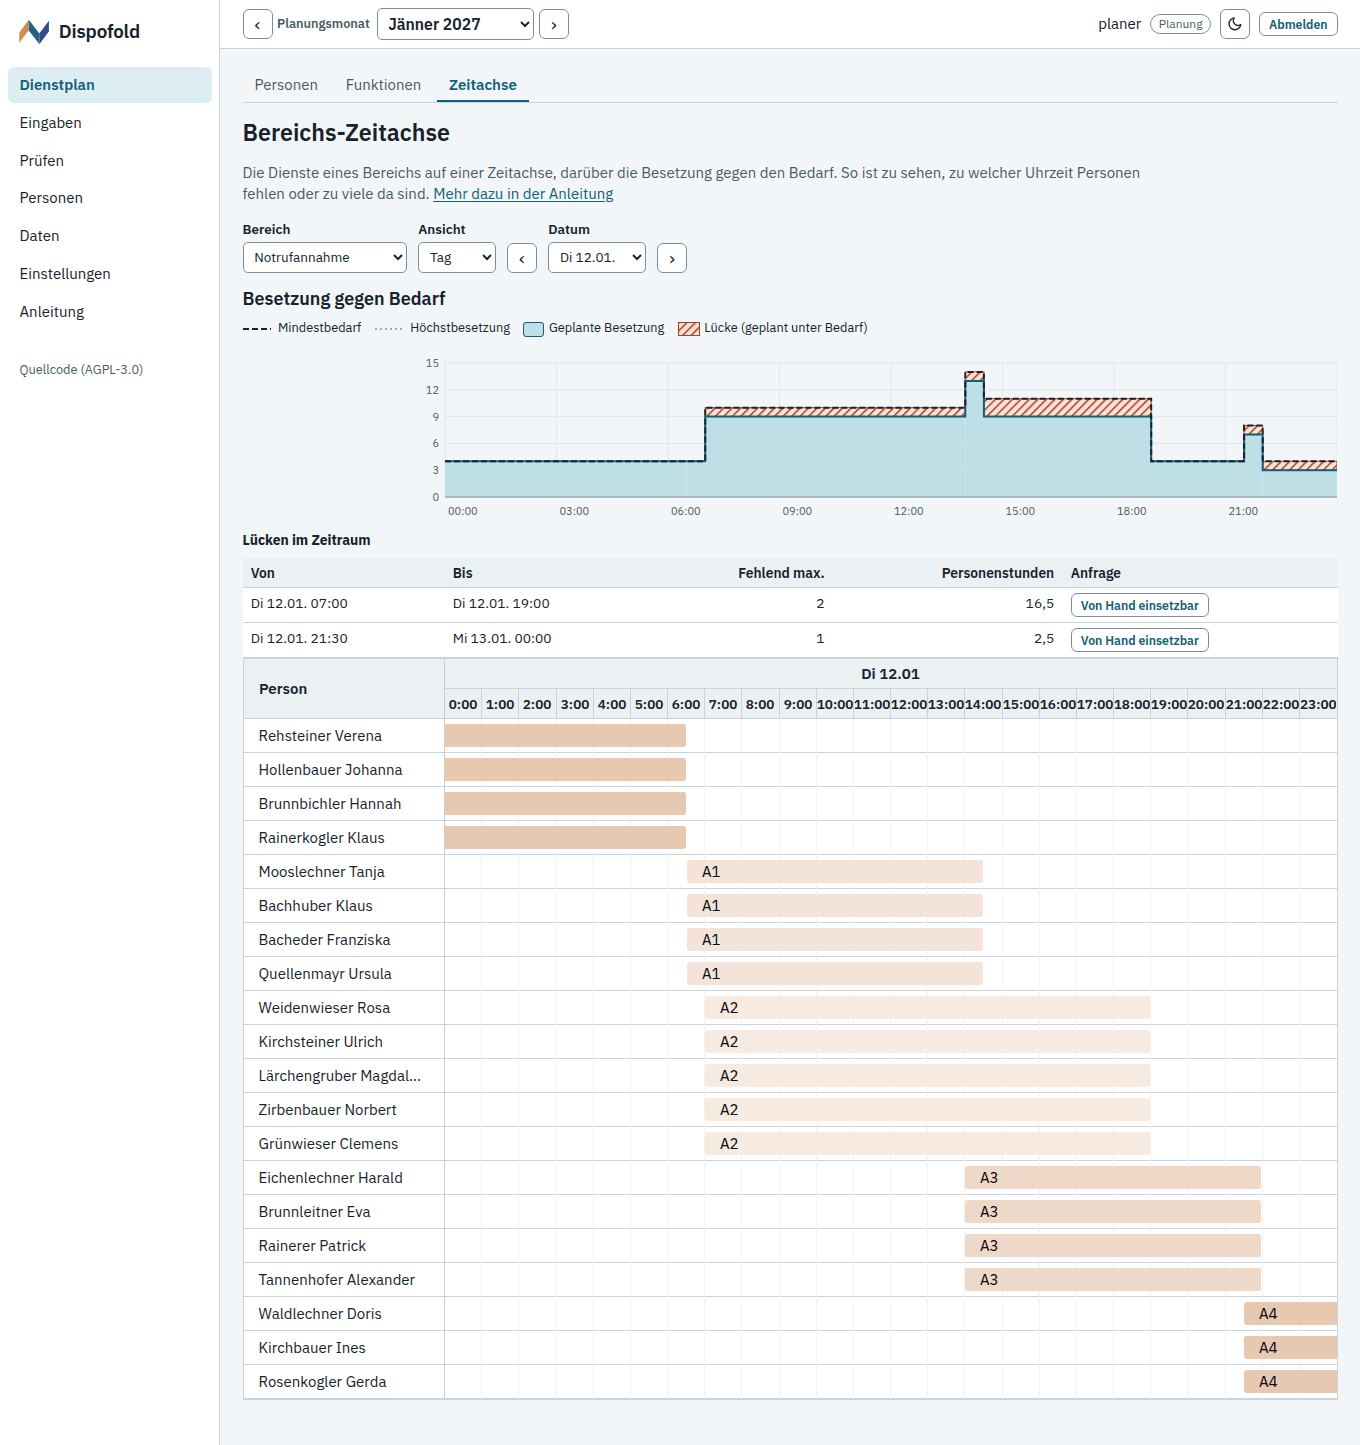 Dispofold
‹ Planungsmonat Jänner 2027 ›
planer Planung Abmelden
Dienstplan
Eingaben
Prüfen
Personen
Daten
Einstellungen
Anleitung
Quellcode (AGPL-3.0)
Personen Funktionen Zeitachse
Bereichs-Zeitachse
Die Dienste eines Bereichs auf einer Zeitachse, darüber die Besetzung gegen den Bedarf. So ist zu sehen, zu welcher Uhrzeit Personen
fehlen oder zu viele da sind. Mehr dazu in der Anleitung
Bereich Ansicht Datum
Notrufannahme Tag ‹ Di 12.01. ›
Besetzung gegen Bedarf
Mindestbedarf Höchstbesetzung Geplante Besetzung Lücke (geplant unter Bedarf)
15
12
9
6
3
0
00:00 03:00 06:00 09:00 12:00 15:00 18:00 21:00
Lücken im Zeitraum
Von Bis Fehlend max. Personenstunden Anfrage
Di 12.01. 07:00 Di 12.01. 19:00 2 16,5 Von Hand einsetzbar
Di 12.01. 21:30 Mi 13.01. 00:00 1 2,5 Von Hand einsetzbar
Person Di 12.01
0:00 1:00 2:00 3:00 4:00 5:00 6:00 7:00 8:00 9:00 10:00 11:00 12:00 13:00 14:00 15:00 16:00 17:00 18:00 19:00 20:00 21:00 22:00 23:00
Rehsteiner Verena
Hollenbauer Johanna
Brunnbichler Hannah
Rainerkogler Klaus
Mooslechner Tanja A1
Bachhuber Klaus A1
Bacheder Franziska A1
Quellenmayr Ursula A1
Weidenwieser Rosa A2
Kirchsteiner Ulrich A2
Lärchengruber Magdal... A2
Zirbenbauer Norbert A2
Grünwieser Clemens A2
Eichenlechner Harald A3
Brunnleitner Eva A3
Rainerer Patrick A3
Tannenhofer Alexander A3
Waldlechner Doris A4
Kirchbauer Ines A4
Rosenkogler Gerda A4